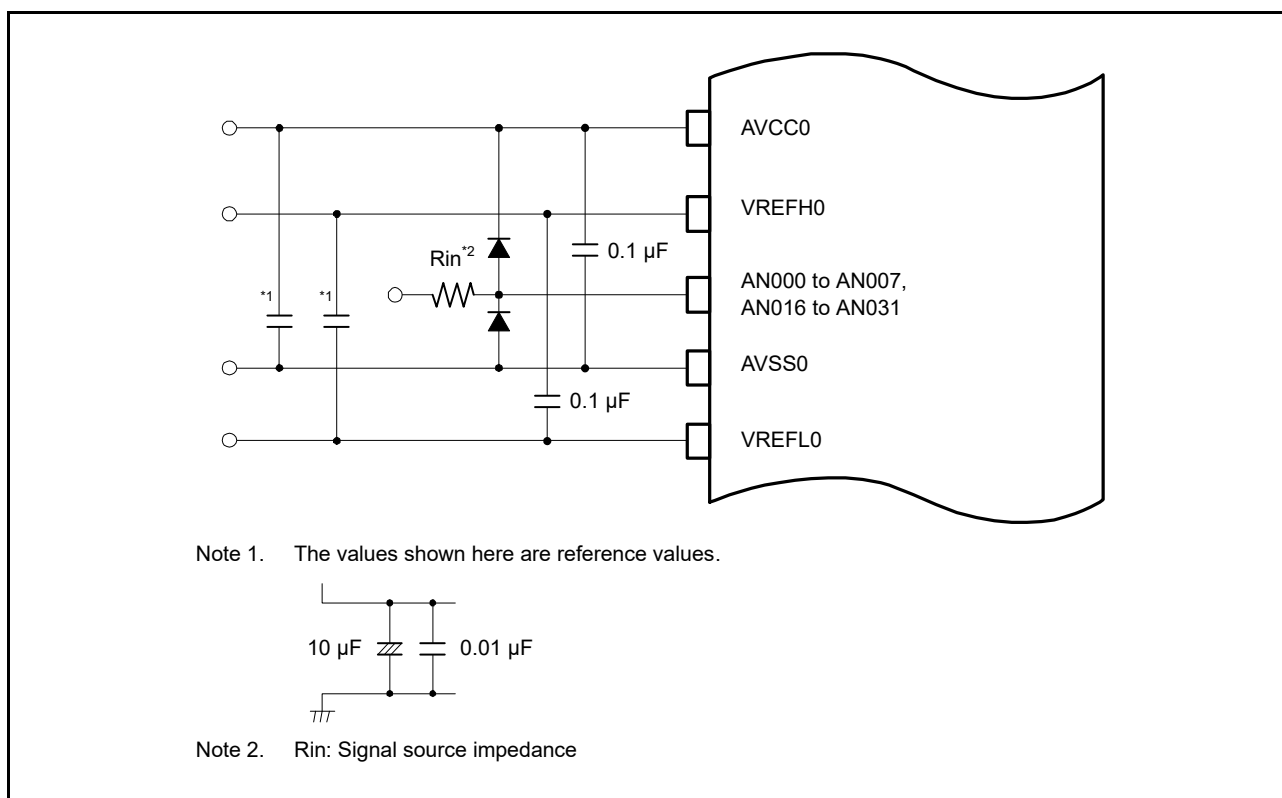 AVCC0
VREFH0
Rin*2
0.1 µF
AN000 to AN007,
AN016 to AN031
*1
*1
AVSS0
0.1 µF
VREFL0
Note 1. The values shown here are reference values.
10 µF
0.01 µF
Note 2. Rin: Signal source impedance